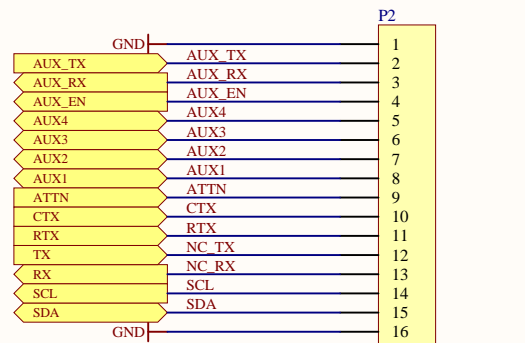 P2
GND 1
AUX_TX AUX_TX 2
AUX_RX AUX_RX 3
AUX_EN AUX_EN 4
AUX4 AUX4 5
AUX3 AUX3 6
AUX2 AUX2 7
AUX1 AUX1 8
ATTN ATTN 9
CTX CTX 10
RTX RTX 11
TX NC_TX 12
RX NC_RX 13
SCL SCL 14
SDA SDA 15
GND 16